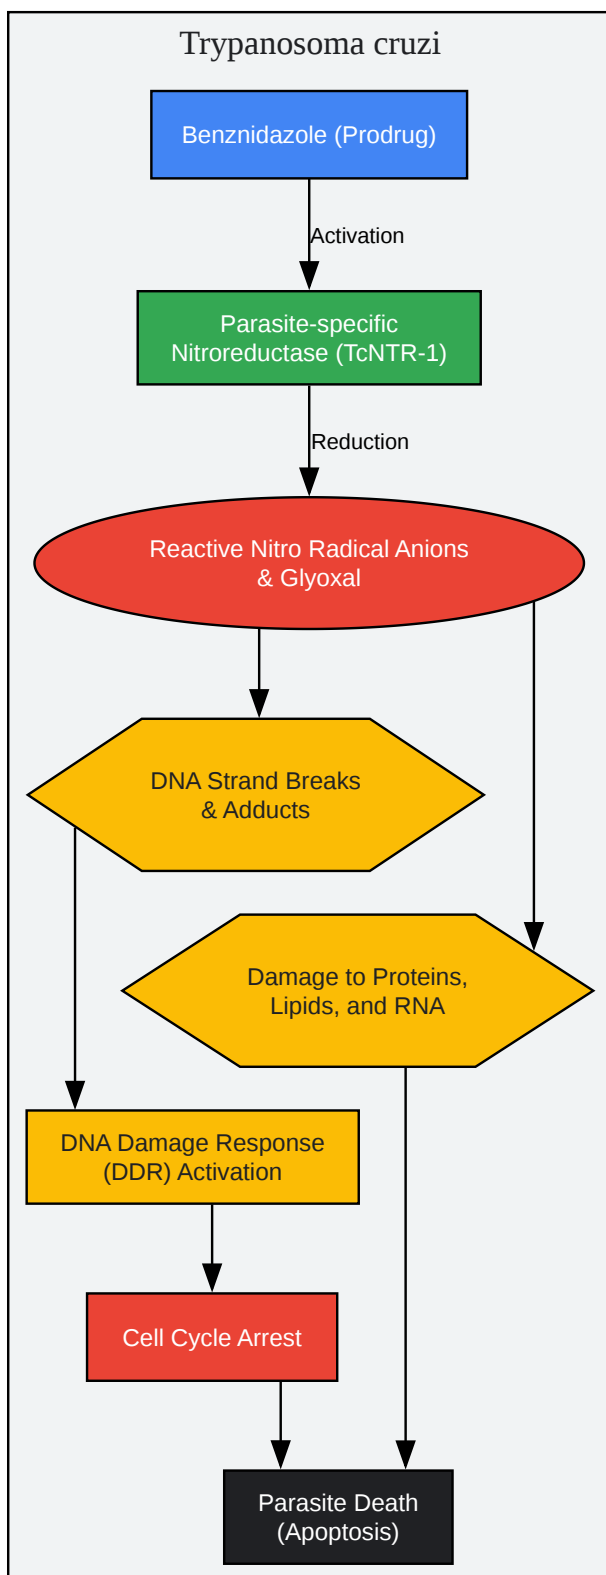 Trypanosoma cruzi
Benznidazole (Prodrug)
Activation
Parasite-specific
Nitroreductase (TcNTR-1)
Reduction
Reactive Nitro Radical Anions
& Glyoxal
DNA Strand Breaks
& Adducts
Damage to Proteins,
Lipids, and RNA
DNA Damage Response
(DDR) Activation
Cell Cycle Arrest
Parasite Death
(Apoptosis)